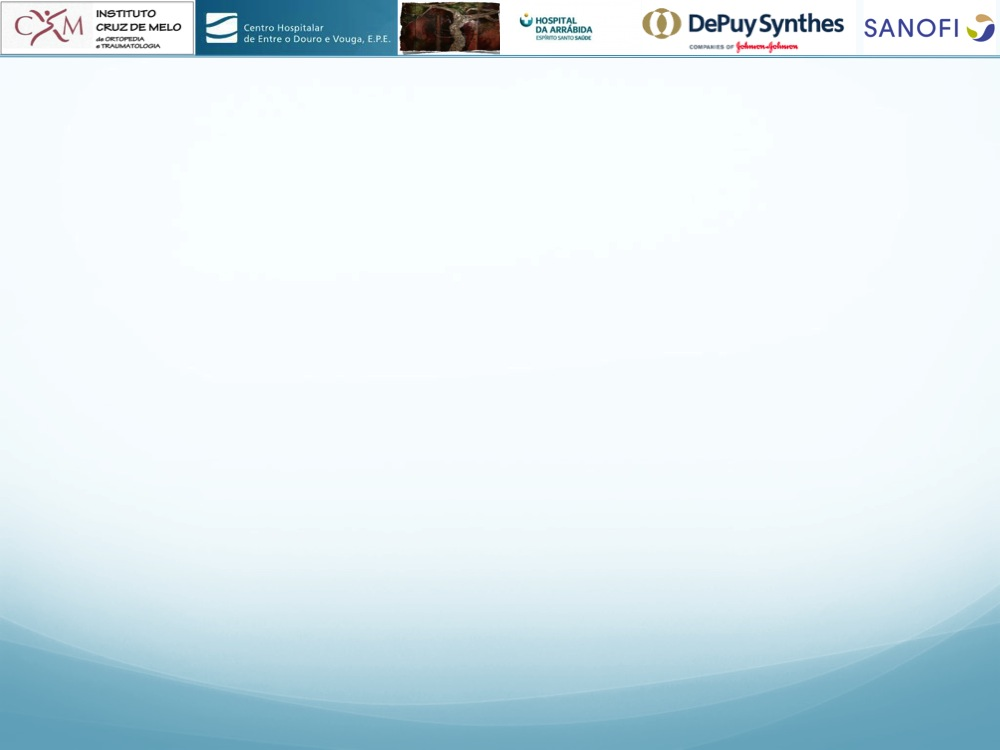 CM
INSTITUTO
CRUZ DE MELO
de ORTOPEDIA
e TRAUMATOLOGIA
Centro Hospitalar
de Entre o Douro e Vouga, E.P.E.
HOSPITAL
DA ARRÁBIDA
ESPÍRITO SANTO SAÚDE
DePuy Synthes
COMPANIES OF Johnson & Johnson
SANOFI